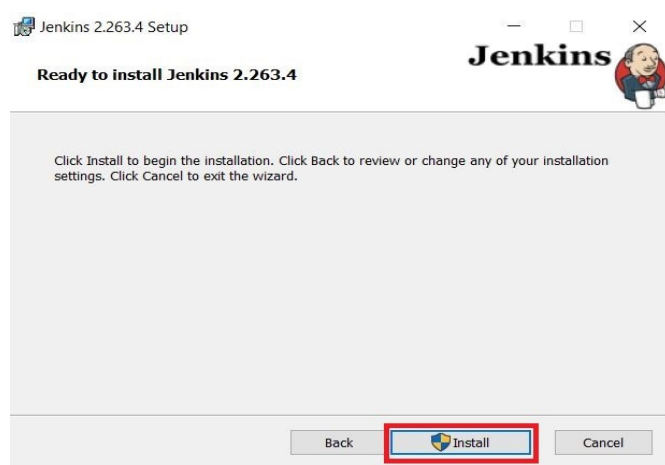 Jenkins 2.263.4 Setup
Jenkins
Ready to install Jenkins 2.263.4
Click Install to begin the installation. Click Back to review or change any of your installation
settings. Click Cancel to exit the wizard.
Back
Install
Cancel